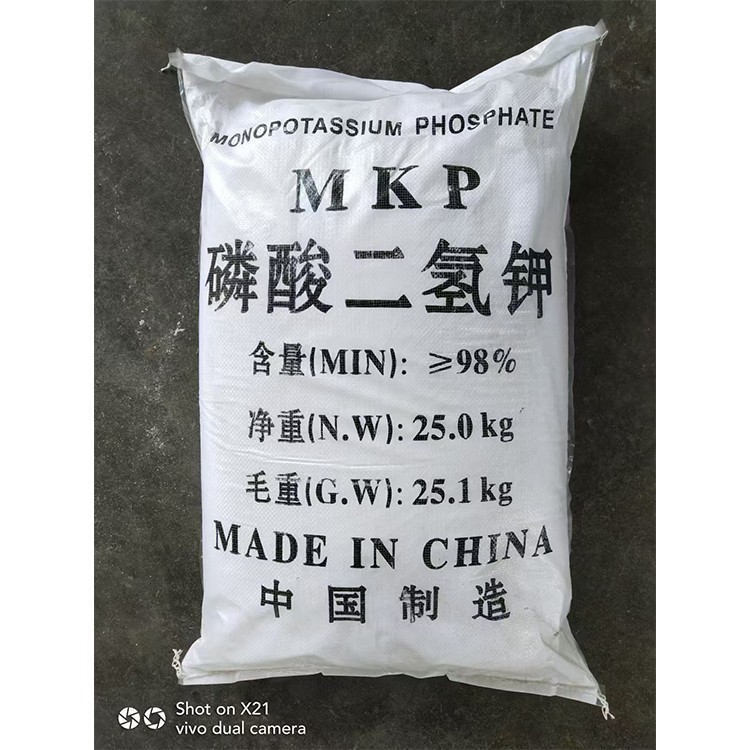 MONOPOTASSIUM PHOSPHATE
MKP
磷酸二氢钾
含量(MIN): ≥98%
净重(N.W): 25.0 kg
毛重(G.W): 25.1 kg
MADE IN CHINA
中国制造
Shot on X21
vivo dual camera